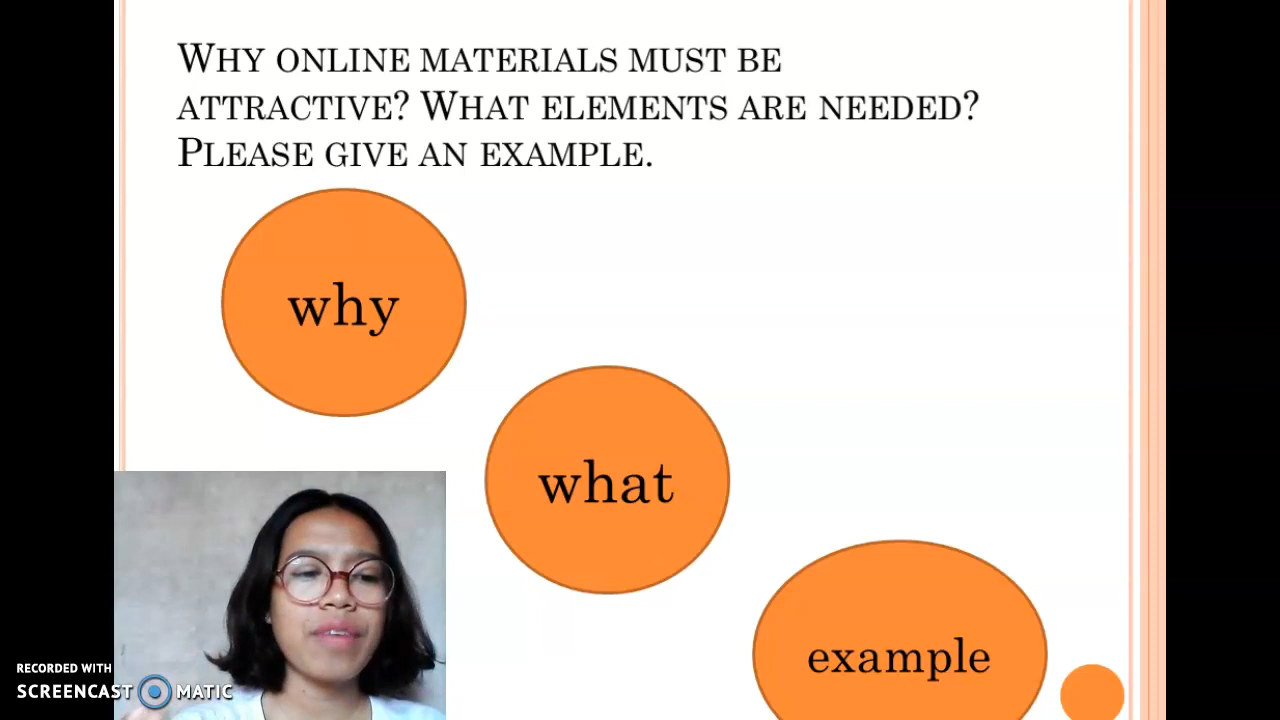 WHY ONLINE MATERIALS MUST BE
ATTRACTIVE? WHAT ELEMENTS ARE NEEDED?
PLEASE GIVE AN EXAMPLE.
why
what
example
RECORDED WITH
SCREENCAST MATIC